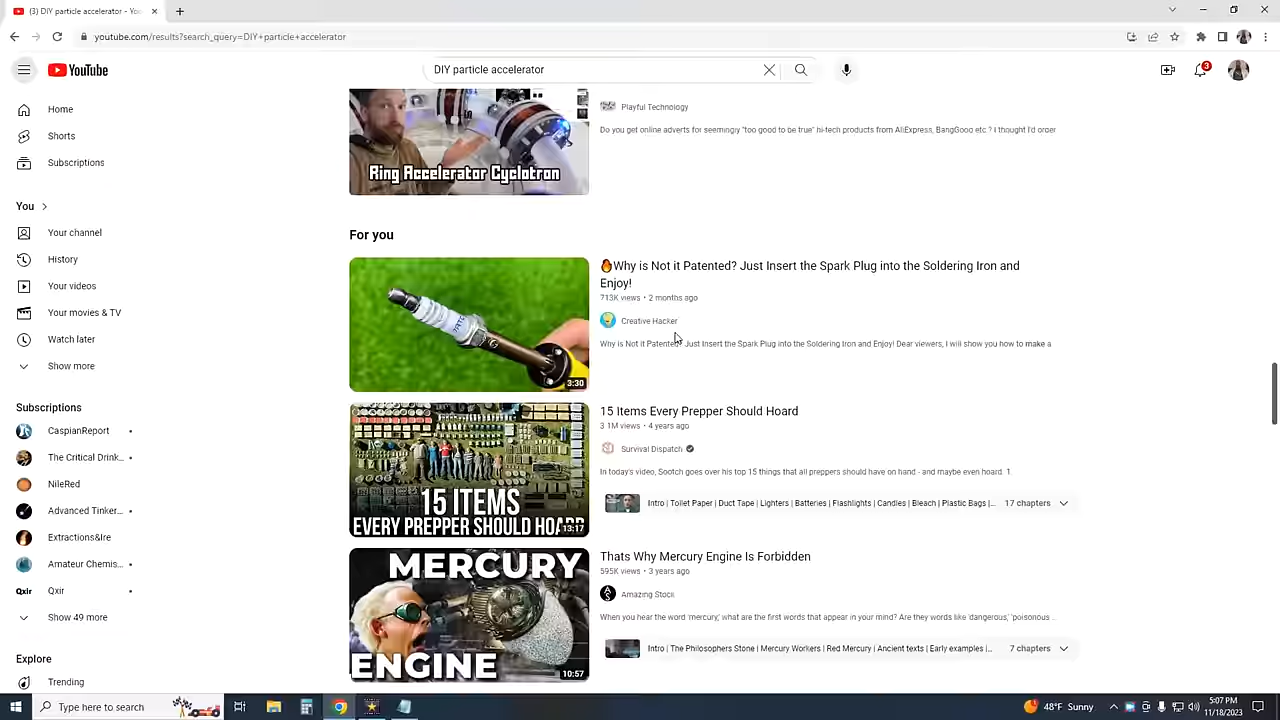 (3) DIY particle accelerator - You
youtube.com/results?search_query=DIY+particle+accelerator
YouTube
DIY particle accelerator
3
Home
Shorts
Subscriptions
You
Your channel
History
Your videos
Your movies & TV
Watch later
Show more
Subscriptions
CaspianReport
The Critical Drink...
NileRed
Advanced Tinker...
Extractions&Ire
Amateur Chemis...
Qxir Qxir
Show 49 more
Explore
Trending
Ring Accelerator Cyclotron
Playful Technology
Do you get online adverts for seemingly "too good to be true" hi-tech products from AliExpress, BangGood etc.? I thought I'd order
For you
3:30
🔥Why is Not it Patented? Just Insert the Spark Plug into the Soldering Iron and
Enjoy!
713K views • 2 months ago
Creative Hacker
Why is Not it Patented? Just Insert the Spark Plug into the Soldering Iron and Enjoy! Dear viewers, I will show you how to make a
15 ITEMS
EVERY PREPPER SHOULD HOARD
13:17
15 Items Every Prepper Should Hoard
3.1M views • 4 years ago
Survival Dispatch
In today's video, Sootch goes over his top 15 things that all preppers should have on hand - and maybe even hoard. 1.
Intro | Toilet Paper | Duct Tape | Lighters | Batteries | Flashlights | Candles | Bleach | Plastic Bags |... 17 chapters
MERCURY
ENGINE
10:57
Thats Why Mercury Engine Is Forbidden
595K views • 3 years ago
Amazing Stock
When you hear the word 'mercury,' what are the first words that appear in your mind? Are they words like 'dangerous,' 'poisonous ...
Intro | The Philosophers Stone | Mercury Workers | Red Mercury | Ancient texts | Early examples |... 7 chapters
Type here to search
48°F Sunny
5:07 PM
11/18/2023